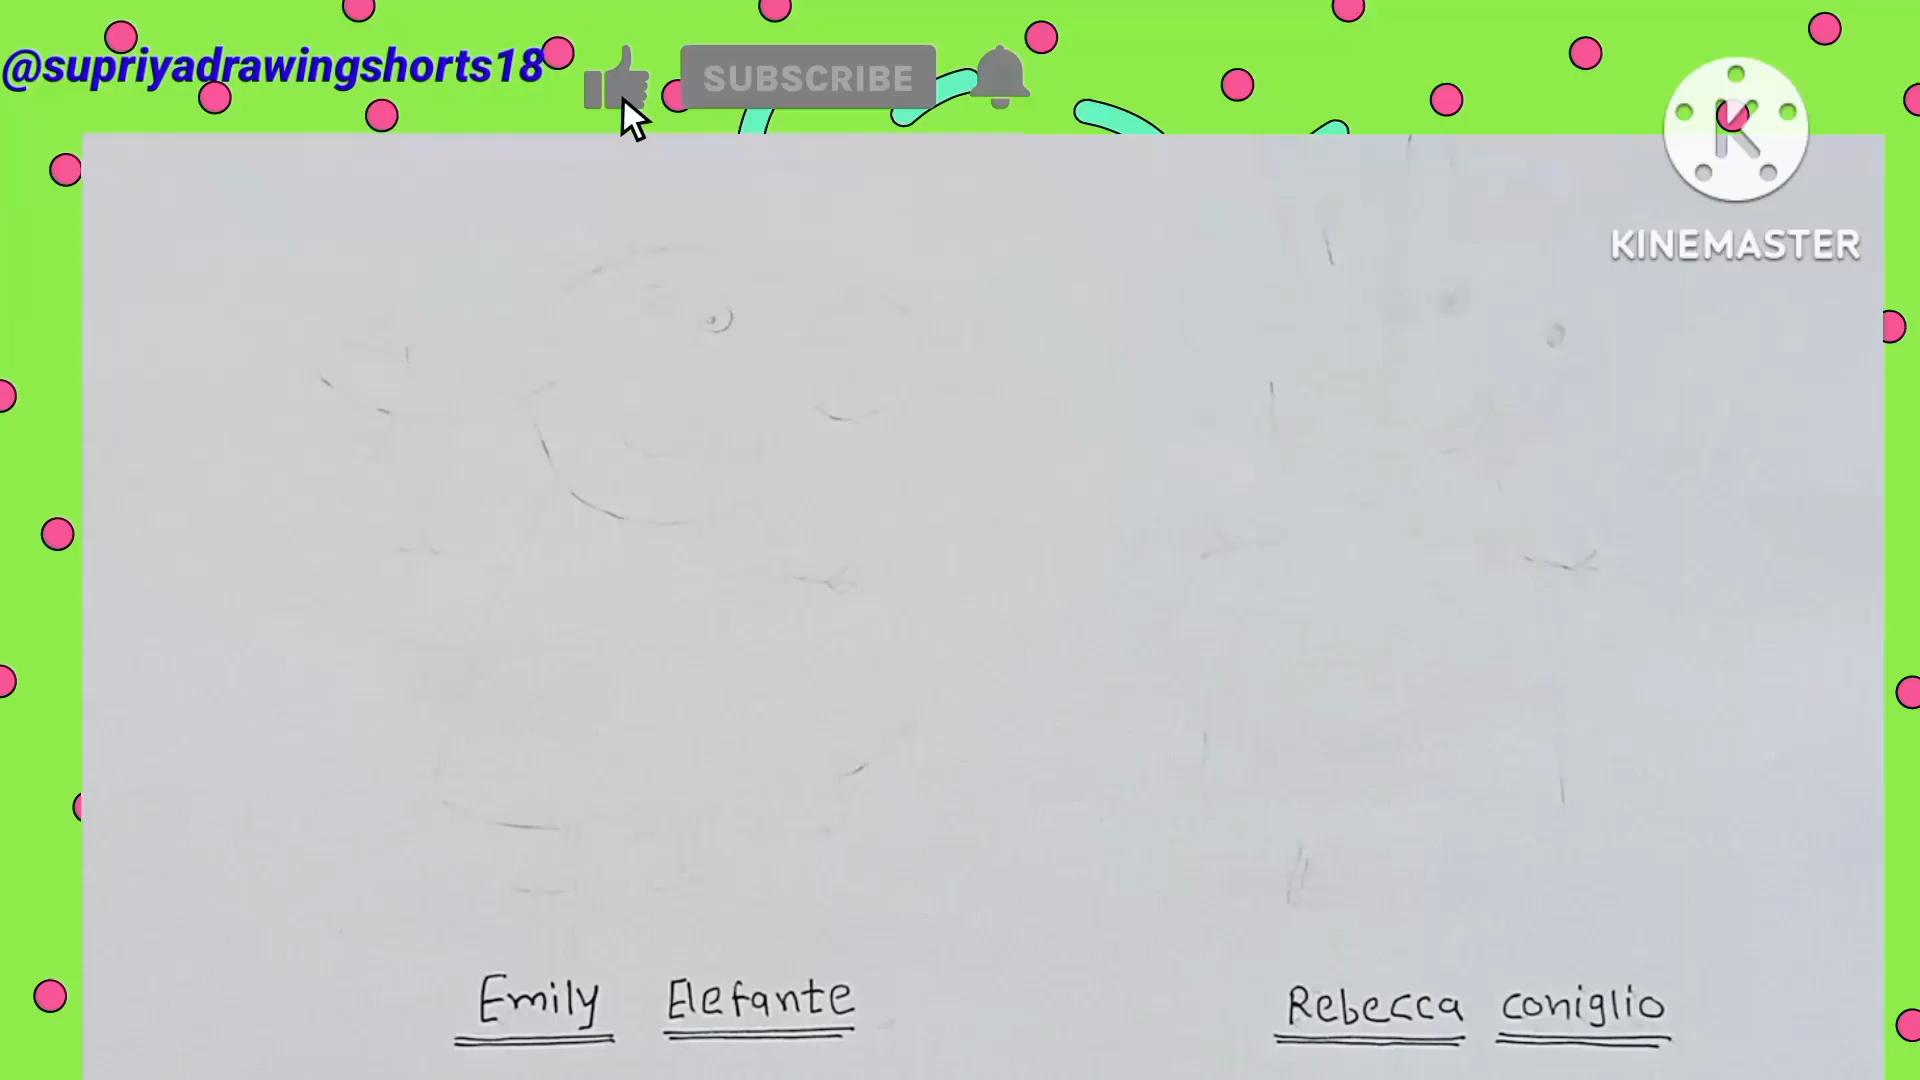 @supriyadrawingshorts18
SUBSCRIBE
KINEMASTER
Emily Elefante
Rebecca coniglio